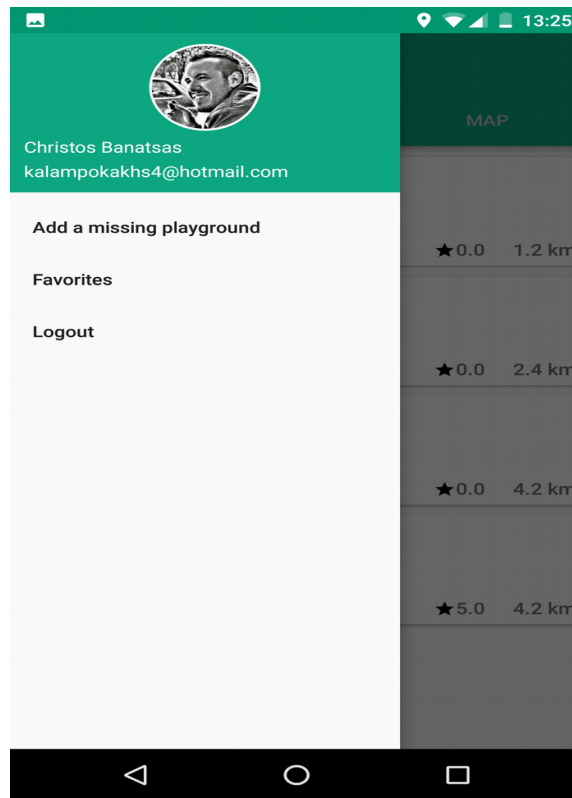 13:25
MAP
Christos Banatsas
kalampokakhs4@hotmail.com
Add a missing playground
★0.0 1.2 km
Favorites
Logout
★0.0 2.4 km
★0.0 4.2 km
★5.0 4.2 km